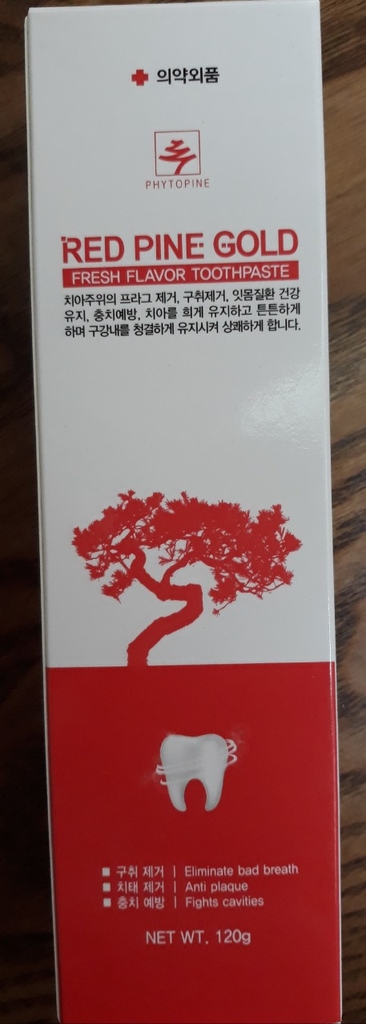 의약외품
PHYTOPINE
RED PINE GOLD
FRESH FLAVOR TOOTHPASTE
치아주위의 프라그 제거, 구취제거, 잇몸질환 건강
유지, 충치예방, 치아를 희게 유지하고 튼튼하게
하며 구강내를 청결하게 유지시켜 상쾌하게 합니다.
■ 구취 제거 | Eliminate bad breath
■ 치태 제거 | Anti plaque
■ 충치 예방 | Fights cavities
NET WT. 120g